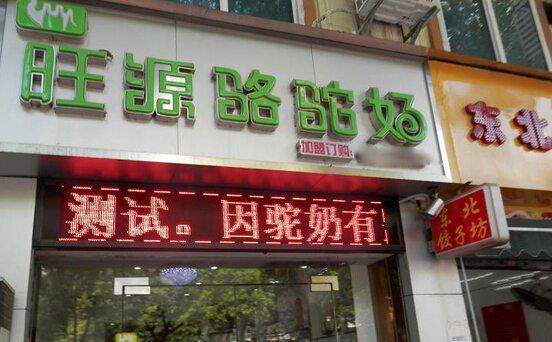 旺源骆驼奶
加盟订购
测试。因驼奶有
东北
东北
饺子坊